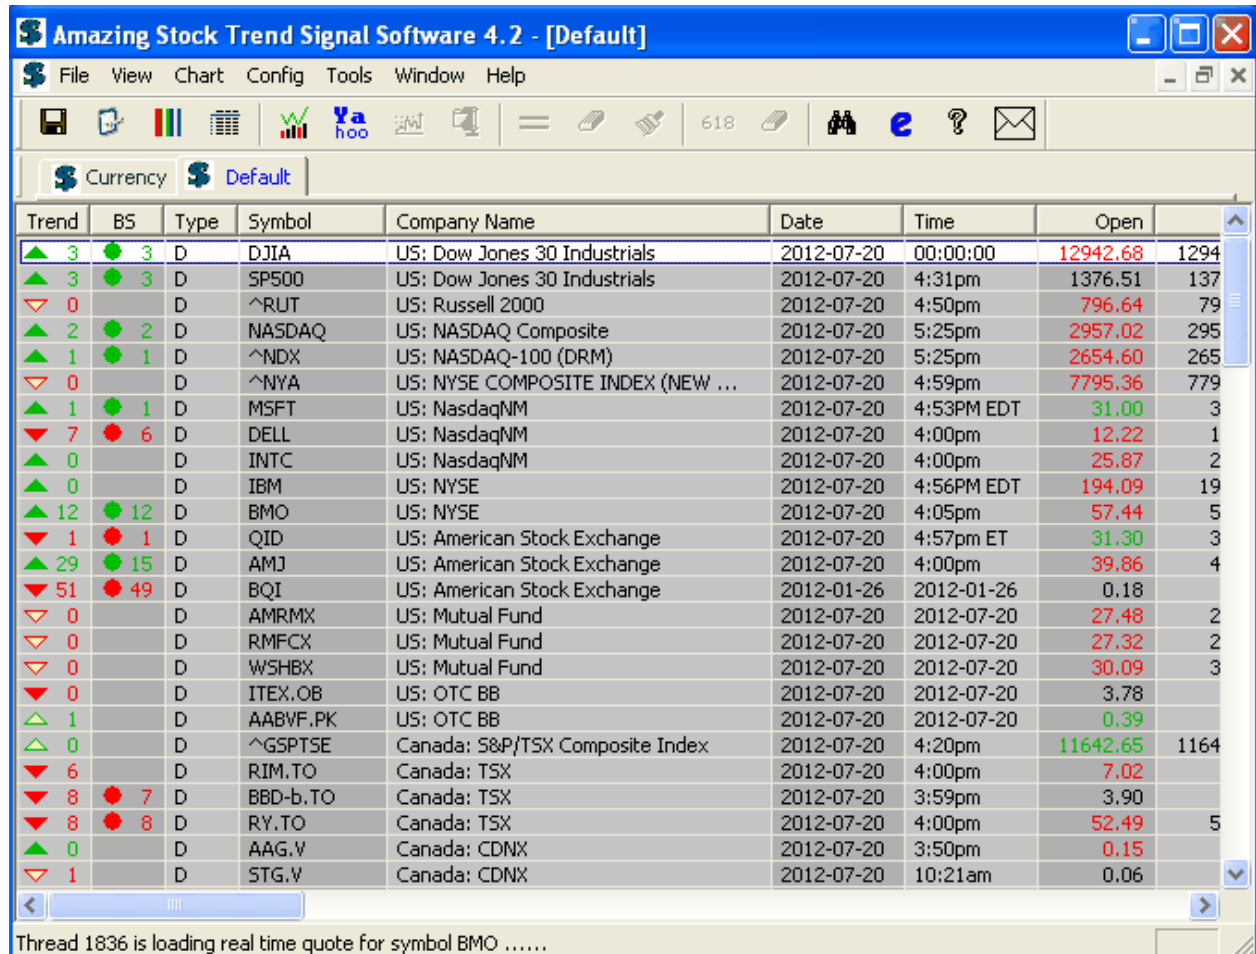 Amazing Stock Trend Signal Software 4.2 - [Default]
File View Chart Config Tools Window Help
Ya hoo 618
Currency Default
Trend BS Type Symbol Company Name Date Time Open
3 3 D DJIA US: Dow Jones 30 Industrials 2012-07-20 00:00:00 12942.68 1294
3 3 D SP500 US: Dow Jones 30 Industrials 2012-07-20 4:31pm 1376.51 137
0 D ^RUT US: Russell 2000 2012-07-20 4:50pm 796.64 79
2 2 D NASDAQ US: NASDAQ Composite 2012-07-20 5:25pm 2957.02 295
1 1 D ^NDX US: NASDAQ-100 (DRM) 2012-07-20 5:25pm 2654.60 265
0 D ^NYA US: NYSE COMPOSITE INDEX (NEW ... 2012-07-20 4:59pm 7795.36 779
1 1 D MSFT US: NasdaqNM 2012-07-20 4:53PM EDT 31.00 3
7 6 D DELL US: NasdaqNM 2012-07-20 4:00pm 12.22 1
0 D INTC US: NasdaqNM 2012-07-20 4:00pm 25.87 2
0 D IBM US: NYSE 2012-07-20 4:56PM EDT 194.09 19
12 12 D BMO US: NYSE 2012-07-20 4:05pm 57.44 5
1 1 D QID US: American Stock Exchange 2012-07-20 4:57pm ET 31.30 3
29 15 D AMJ US: American Stock Exchange 2012-07-20 4:00pm 39.86 4
51 49 D BQI US: American Stock Exchange 2012-01-26 2012-01-26 0.18
0 D AMRMX US: Mutual Fund 2012-07-20 2012-07-20 27.48 2
0 D RMFCX US: Mutual Fund 2012-07-20 2012-07-20 27.32 2
0 D WSHBX US: Mutual Fund 2012-07-20 2012-07-20 30.09 3
0 D ITEX.OB US: OTC BB 2012-07-20 2012-07-20 3.78
1 D AABVF.PK US: OTC BB 2012-07-20 2012-07-20 0.39
0 D ^GSPTSE Canada: S&P/TSX Composite Index 2012-07-20 4:20pm 11642.65 1164
6 D RIM.TO Canada: TSX 2012-07-20 4:00pm 7.02
8 7 D BBD-b.TO Canada: TSX 2012-07-20 3:59pm 3.90
8 8 D RY.TO Canada: TSX 2012-07-20 4:00pm 52.49 5
0 D AAG.V Canada: CDNX 2012-07-20 3:50pm 0.15
1 D STG.V Canada: CDNX 2012-07-20 10:21am 0.06
Thread 1836 is loading real time quote for symbol BMO ......